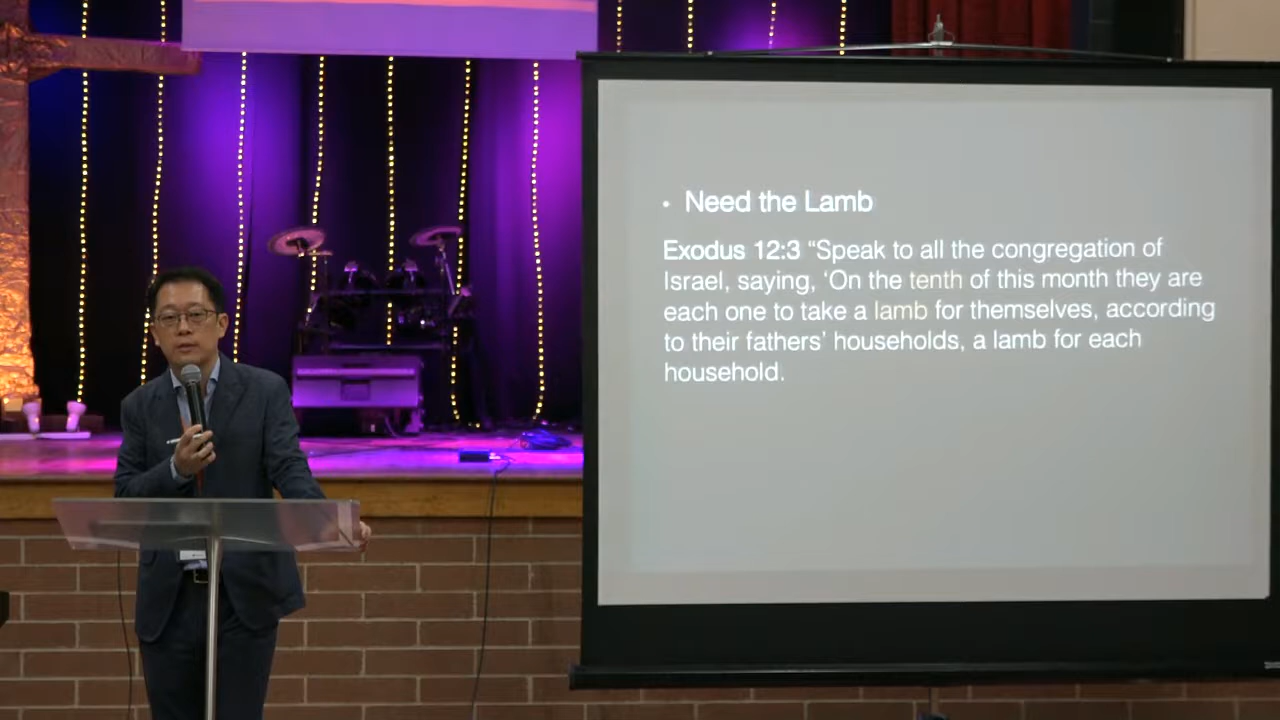 • Need the Lamb
Exodus 12:3 “Speak to all the congregation of
Israel, saying, ‘On the tenth of this month they are
each one to take a lamb for themselves, according
to their fathers’ households, a lamb for each
household.